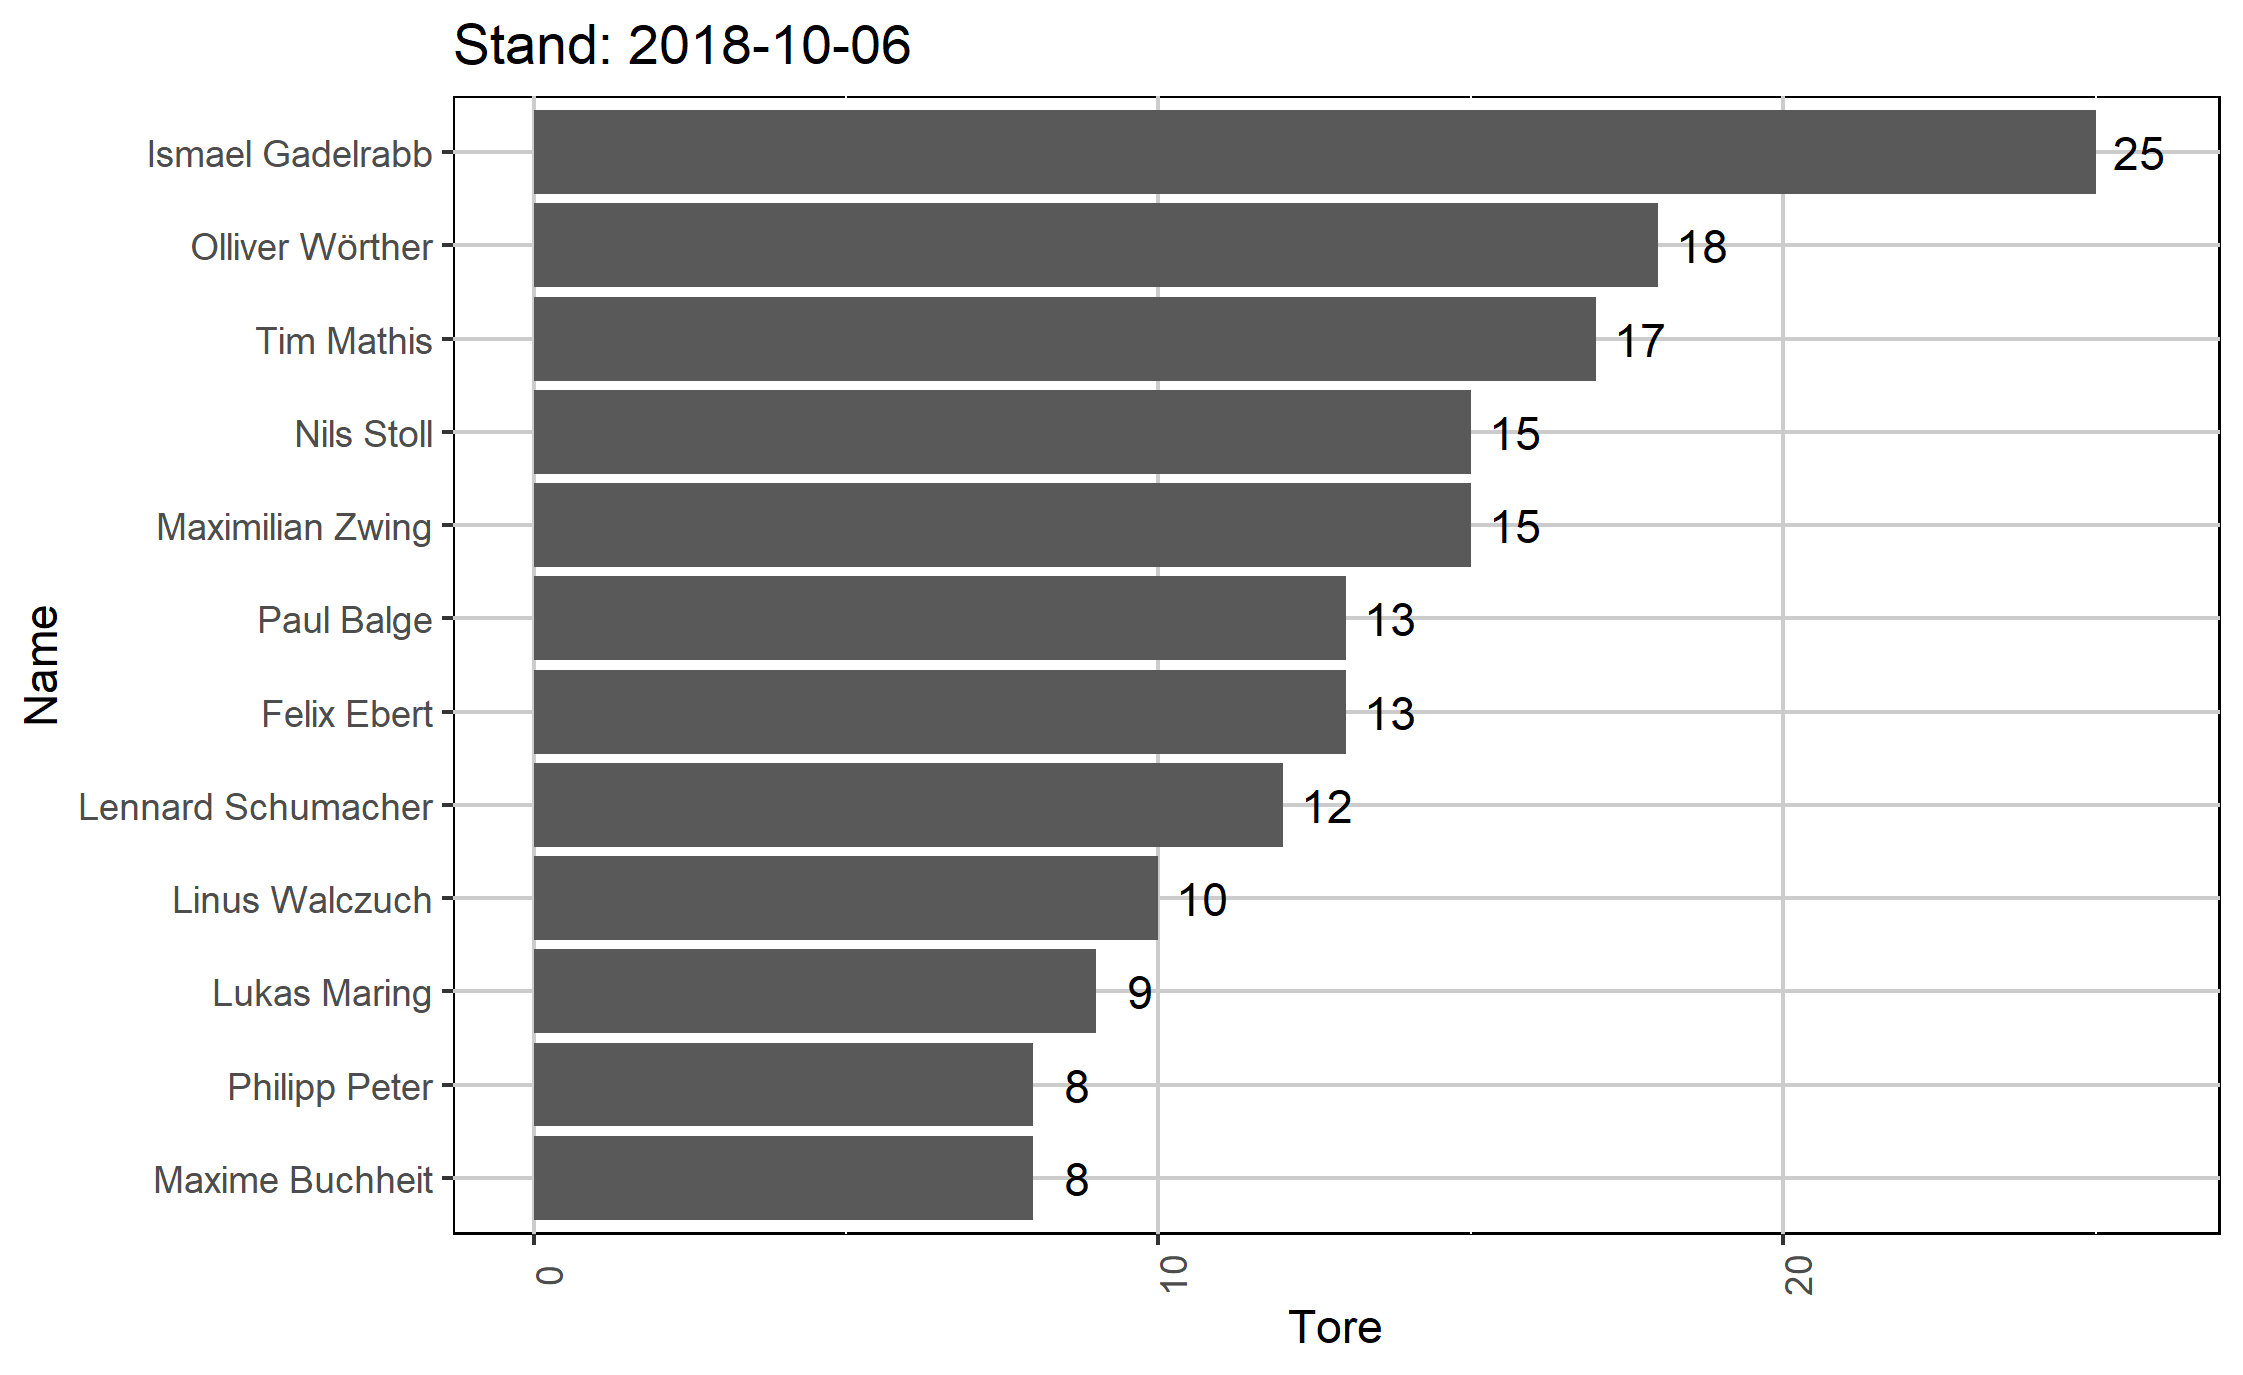 Stand: 2018-10-06
Name
Ismael Gadelrabb 25
Olliver Wörther 18
Tim Mathis 17
Nils Stoll 15
Maximilian Zwing 15
Paul Balge 13
Felix Ebert 13
Lennard Schumacher 12
Linus Walczuch 10
Lukas Maring 9
Philipp Peter 8
Maxime Buchheit 8
0 10 20
Tore